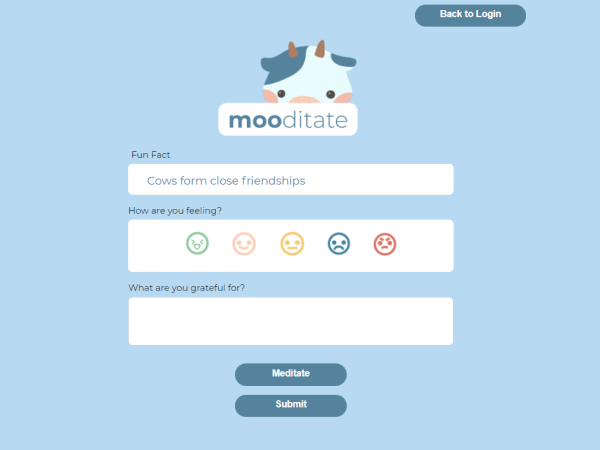 Back to Login
mooditate
Fun Fact
Cows form close friendships
How are you feeling?
What are you grateful for?
Meditate
Submit